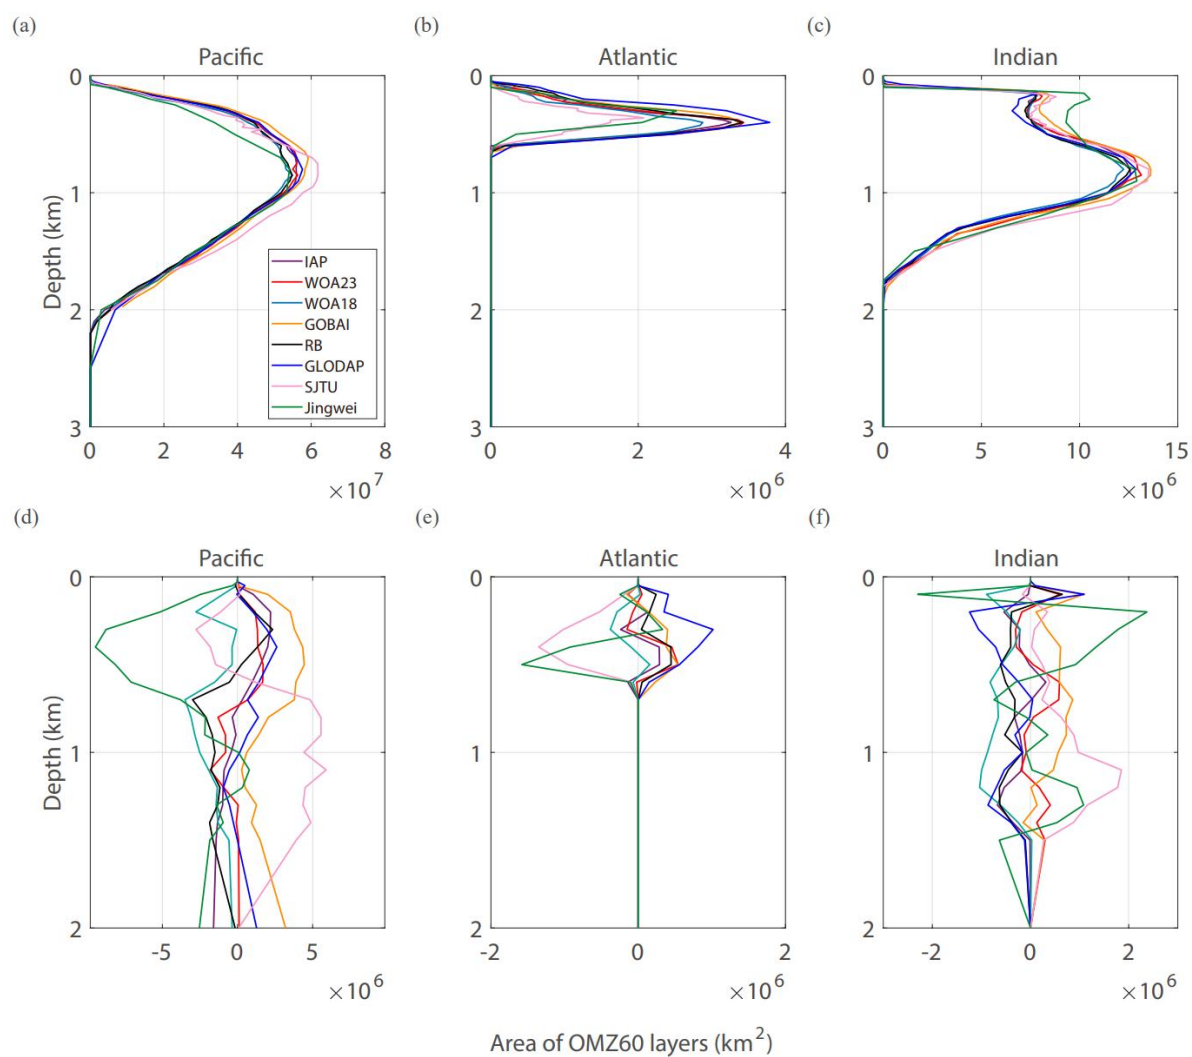 (a)
(b)
(c)
Pacific
Atlantic
Indian
0
1
2
3
Depth (km)
IAP
WOA23
WOA18
GOBAI
RB
GLODAP
SJTU
Jingwei
0 2 4 6 8
×10^7
0
1
2
3
0 2 4
×10^6
0
1
2
3
0 5 10 15
×10^6
(d)
(e)
(f)
Pacific
Atlantic
Indian
0
1
2
Depth (km)
-5 0 5
×10^6
0
1
2
-2 0 2
×10^6
0
1
2
-2 0 2
×10^6
Area of OMZ60 layers (km^2)